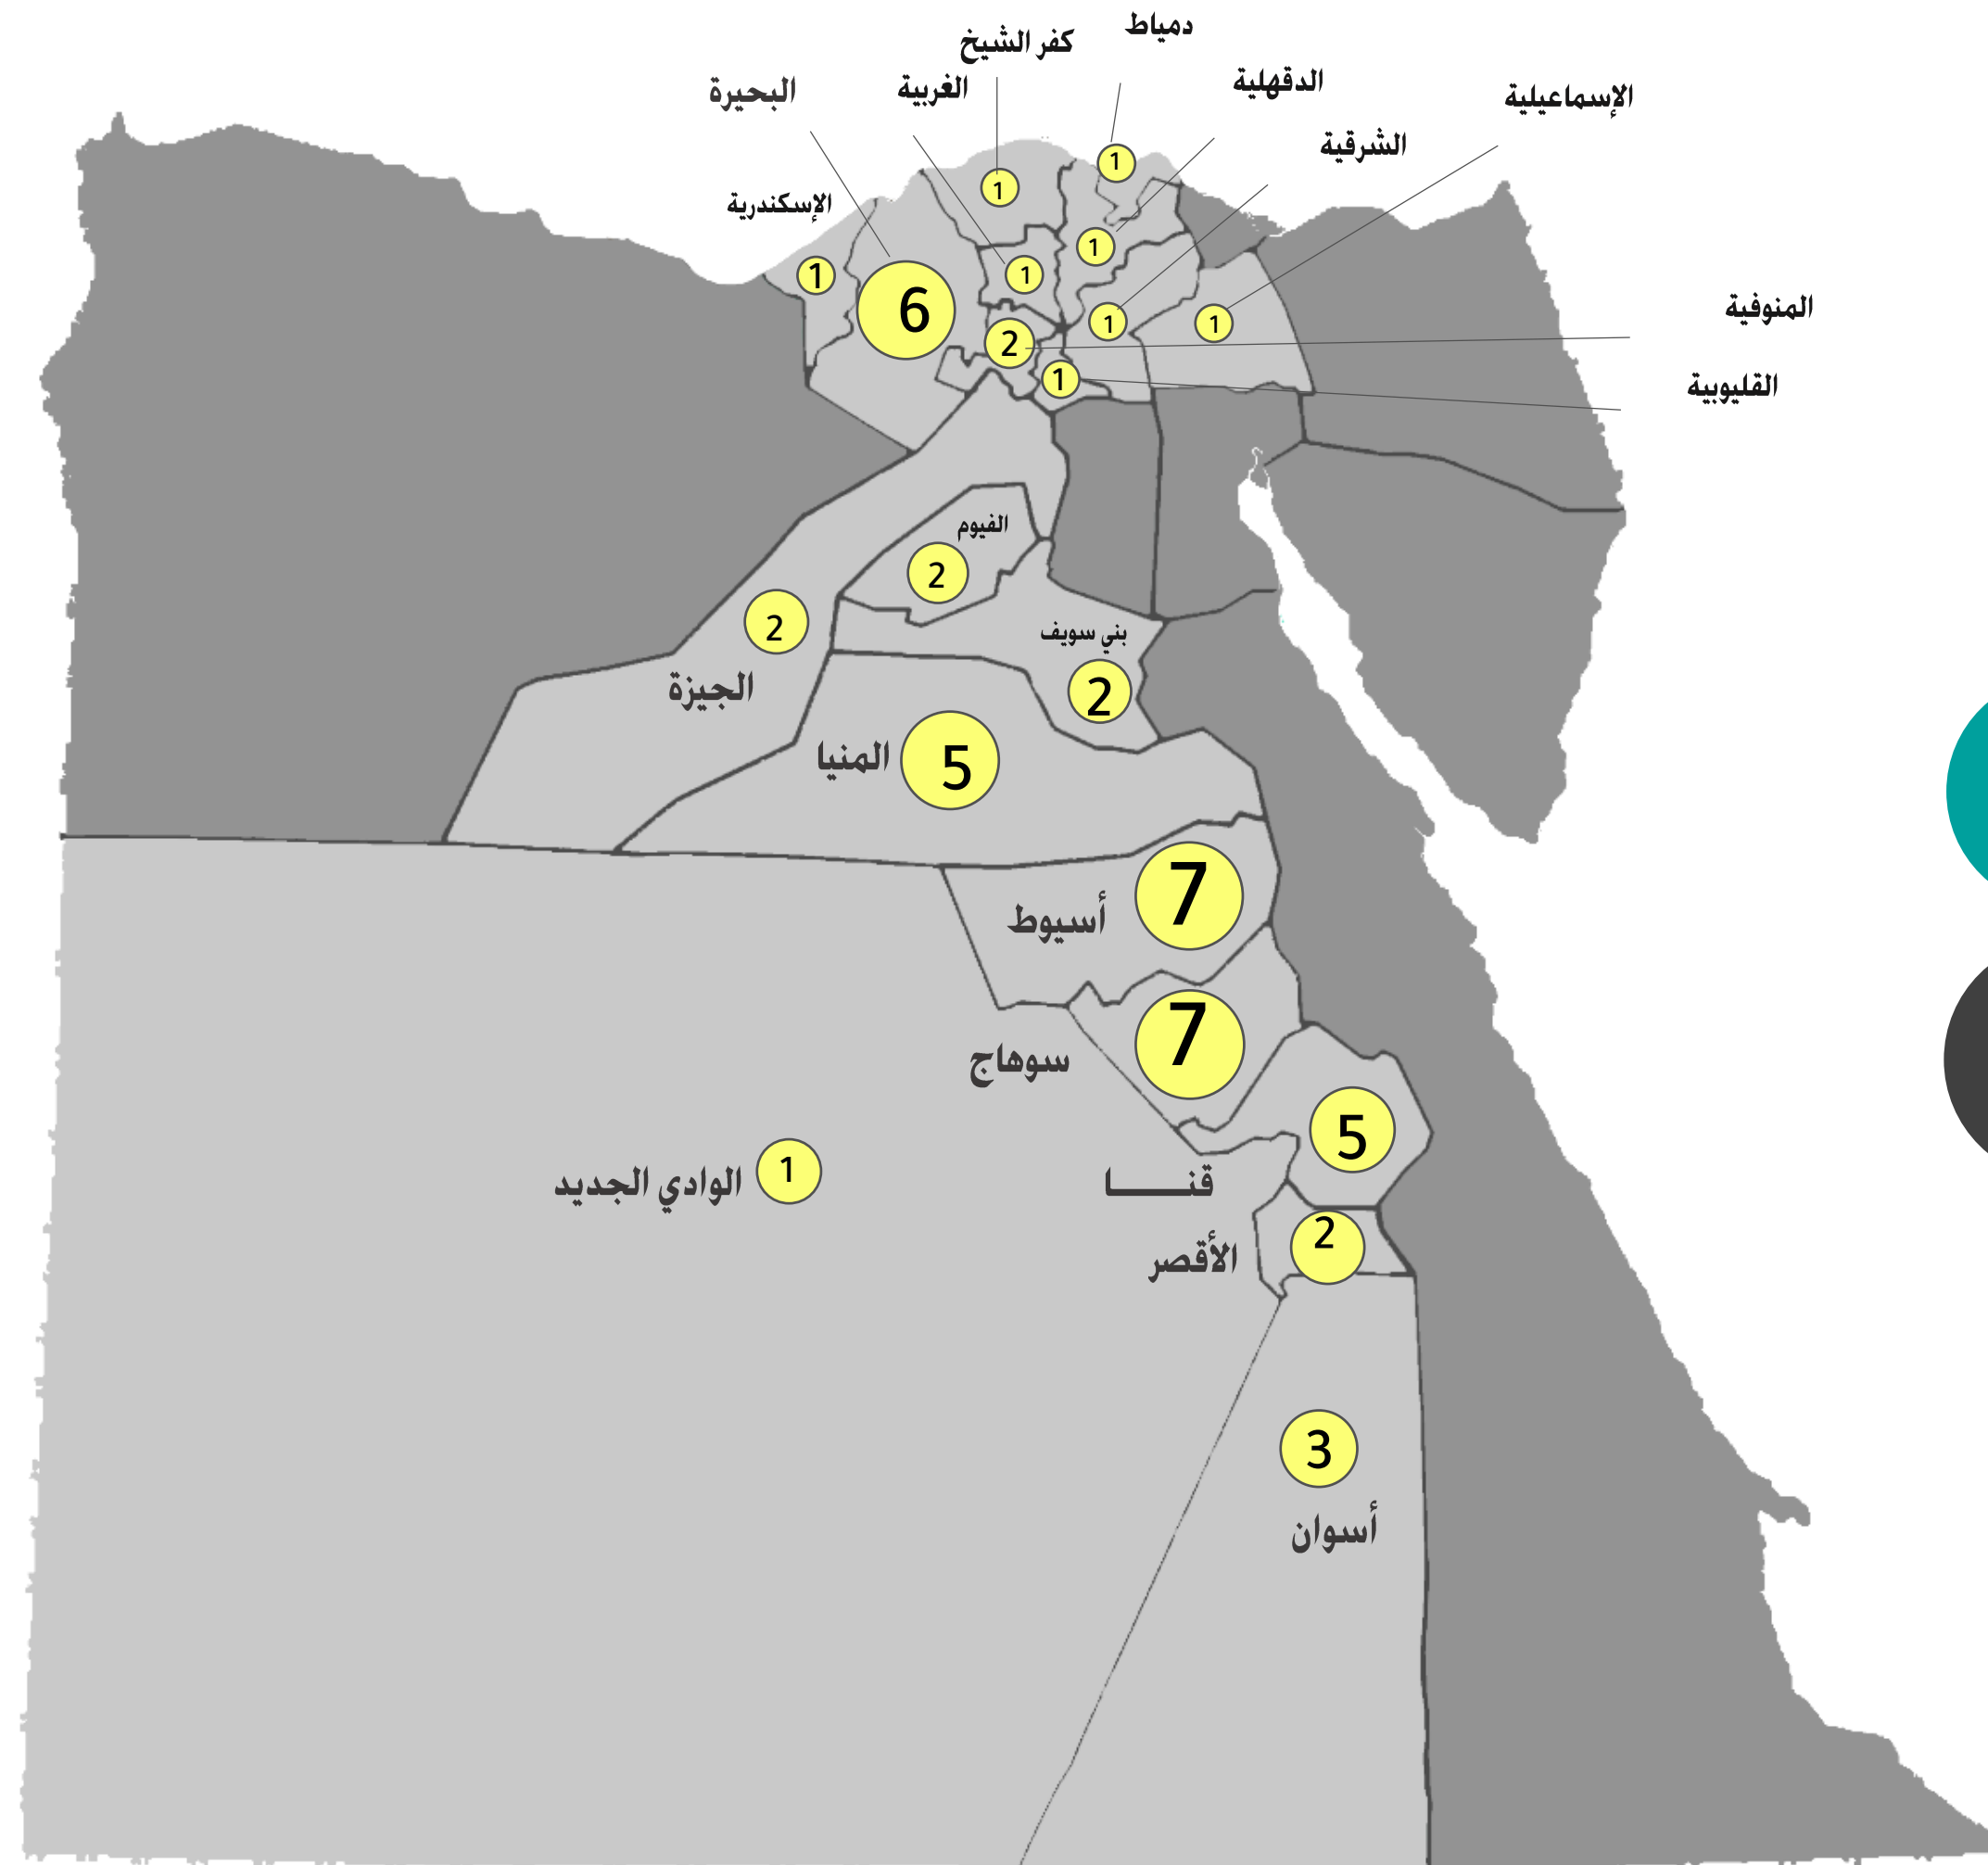 دمياط
كفر الشيخ
الدقهلية
الغربية
البحيرة
الإسماعيلية
الشرقية
1
1
الإسكندرية
1
1
1
6
المنوفية
1
1
2
1
القليوبية
الفيوم
2
2
بني سويف
الجيزة
2
المنيا
5
7
أسيوط
7
سوهاج
5
1
الوادي الجديد
قنــــــا
2
الأقصر
3
أسوان